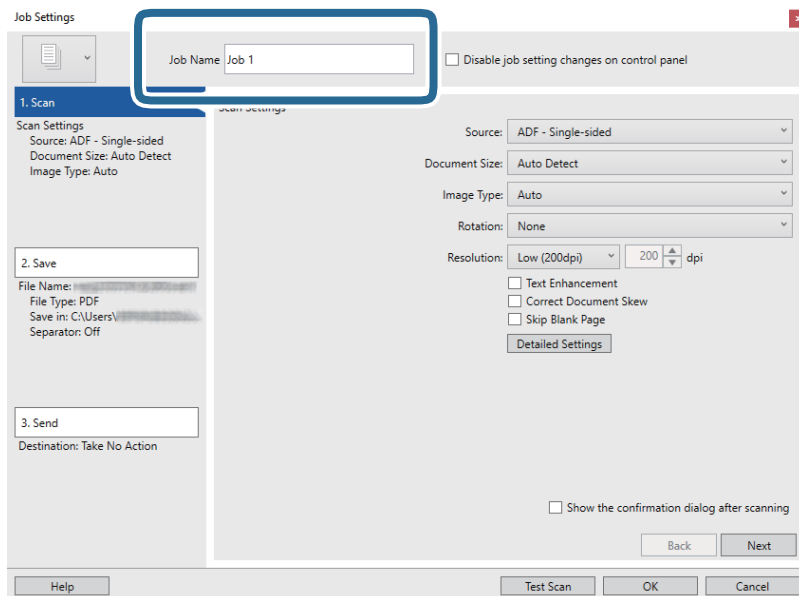 Job Settings
Job Name Job 1
Disable job setting changes on control panel
1. Scan
Scan Settings
Source: ADF - Single-sided
Document Size: Auto Detect
Image Type: Auto
2. Save
File Name:
File Type: PDF
Save in: C:\Users\
Separator: Off
3. Send
Destination: Take No Action
Scan Settings
Source: ADF - Single-sided
Document Size: Auto Detect
Image Type: Auto
Rotation: None
Resolution: Low (200dpi) 200 dpi
Text Enhancement
Correct Document Skew
Skip Blank Page
Detailed Settings
Show the confirmation dialog after scanning
Back Next
Help Test Scan OK Cancel